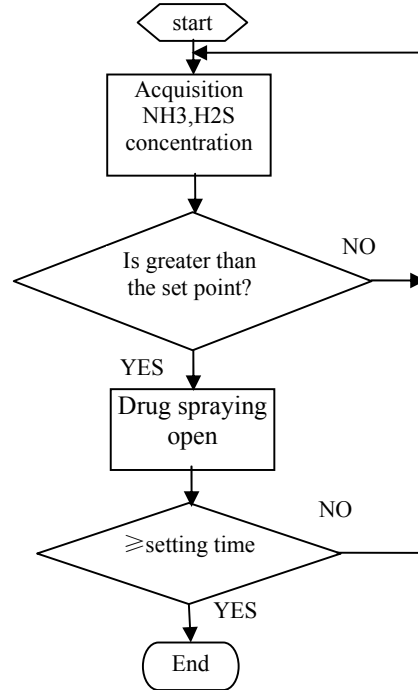 start
Acquisition
NH3,H2S
concentration
Is greater than
the set point?
NO
YES
Drug spraying
open
NO
≥setting time
YES
End